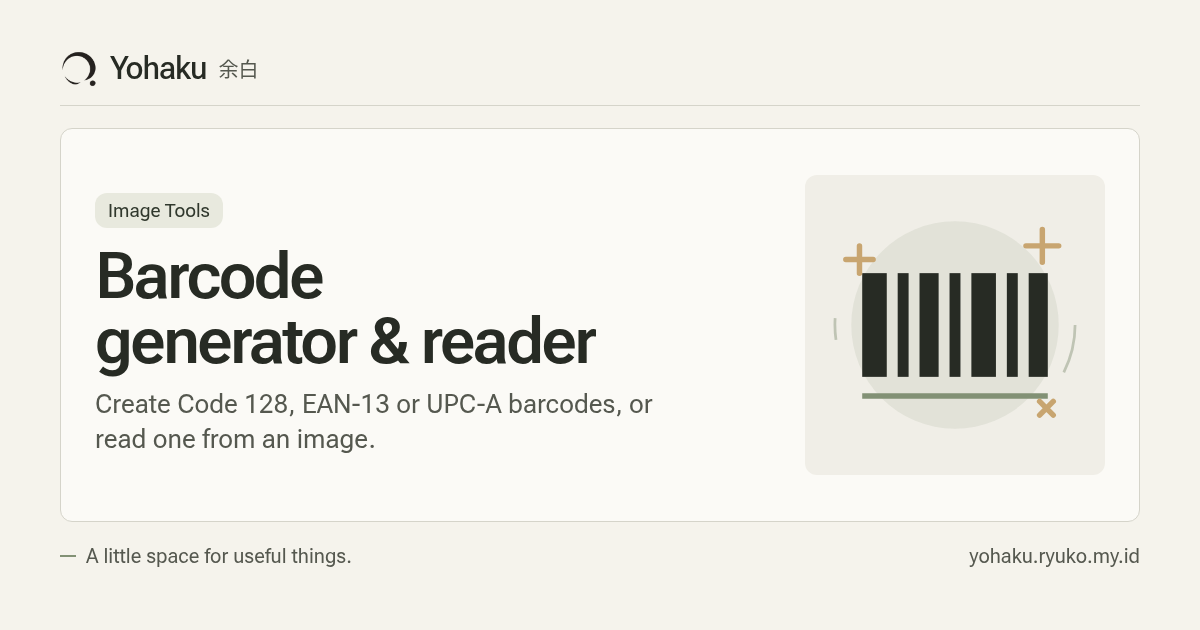 Yohaku 余白
Image Tools
Barcode
generator & reader
Create Code 128, EAN-13 or UPC-A barcodes, or
read one from an image.
— A little space for useful things.
yohaku.ryuko.my.id